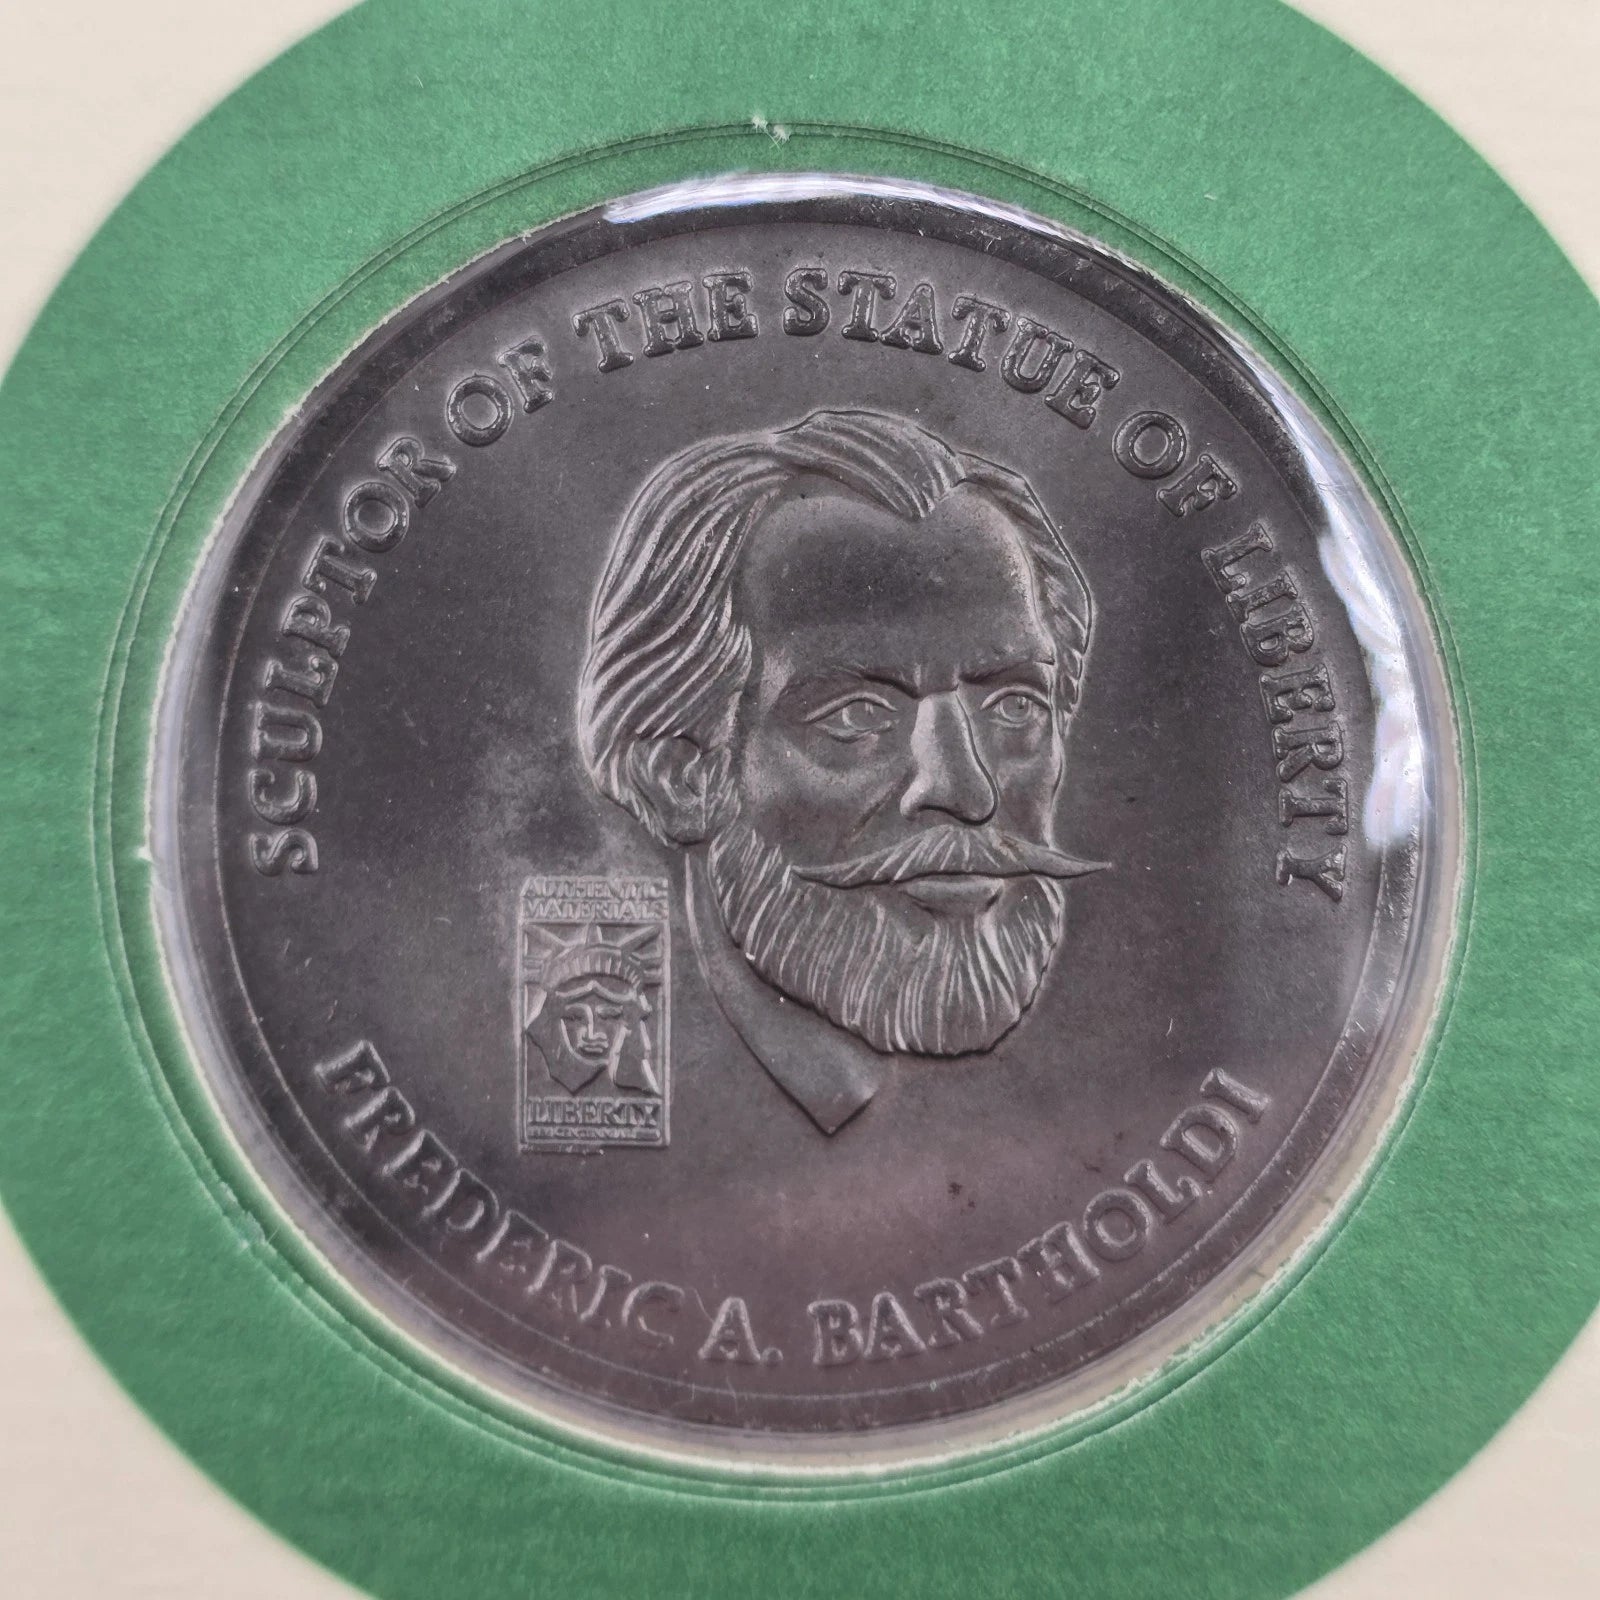 SCULPTOR OF THE STATUE OF LIBERTY
AUTHENTIC
MATERIALS
LIBERTY
FREDERIC A. BARTHOLDI